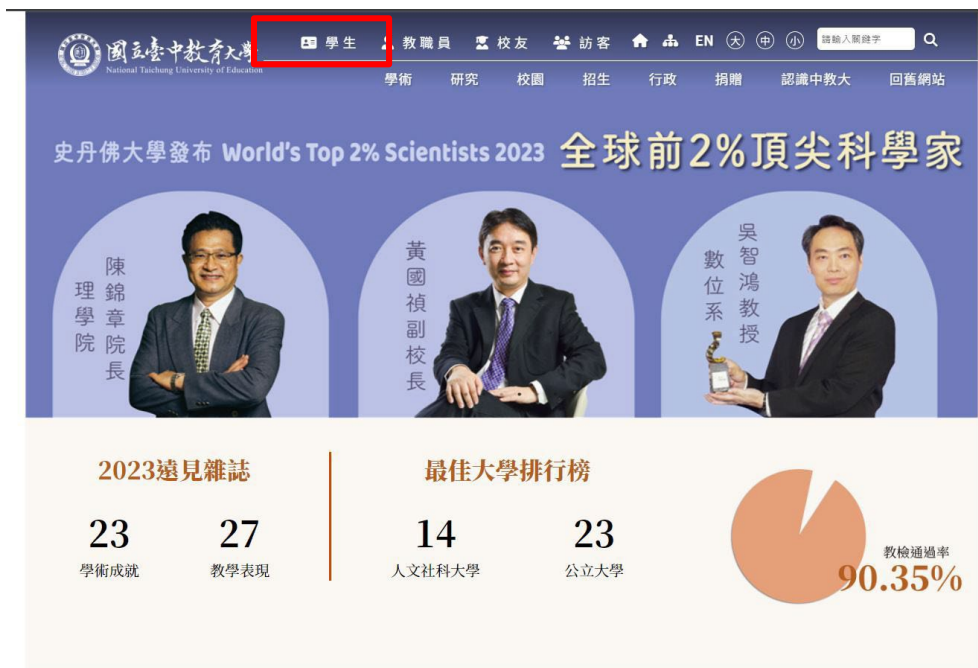 國立臺中教育大學
National Taichung University of Education
學生 教職員 校友 訪客 EN 大 中 小 請輸入關鍵字
學術 研究 校園 招生 行政 捐贈 認識中教大 回舊網站
史丹佛大學發布 World's Top 2% Scientists 2023 全球前2%頂尖科學家
理學院
陳錦章院長
黃國禎副校長
數位系
吳智鴻教授
2023遠見雜誌
最佳大學排行榜
23 27 14 23
學術成就 教學表現 人文社科大學 公立大學
教檢通過率
90.35%